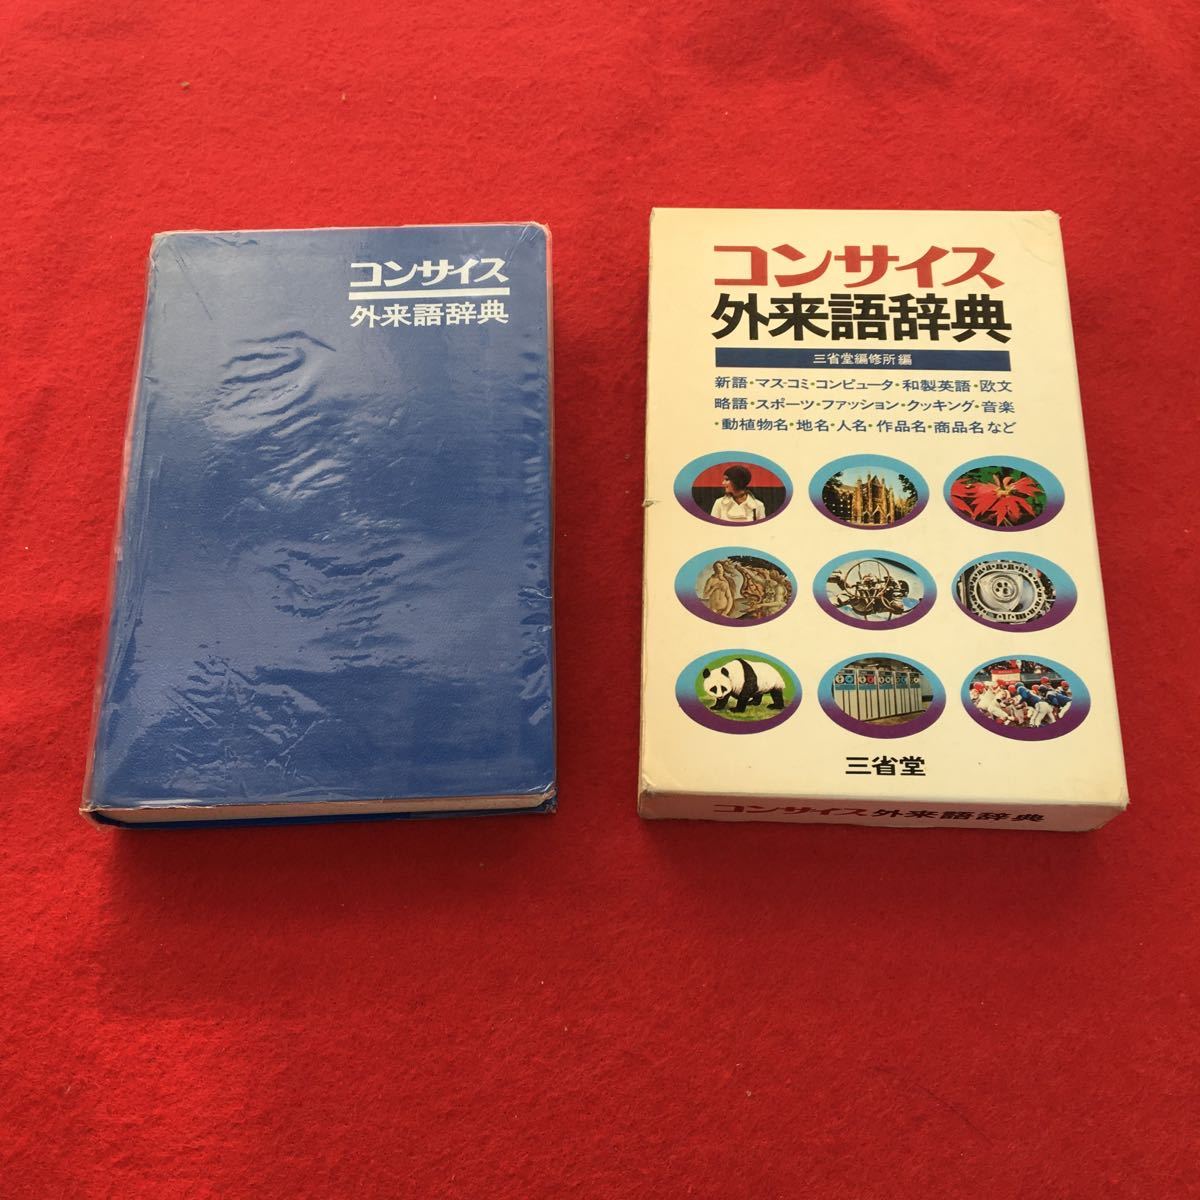 コンサイス
外来語辞典
コンサイス
外来語辞典
三省堂編修所編
新語・マス-コミ・コンピュータ・和製英語・欧文
略語・スポーツ・ファッション・クッキング・音楽
・動植物名・地名・人名・作品名・商品名など
三省堂
コンサイス外来語辞典